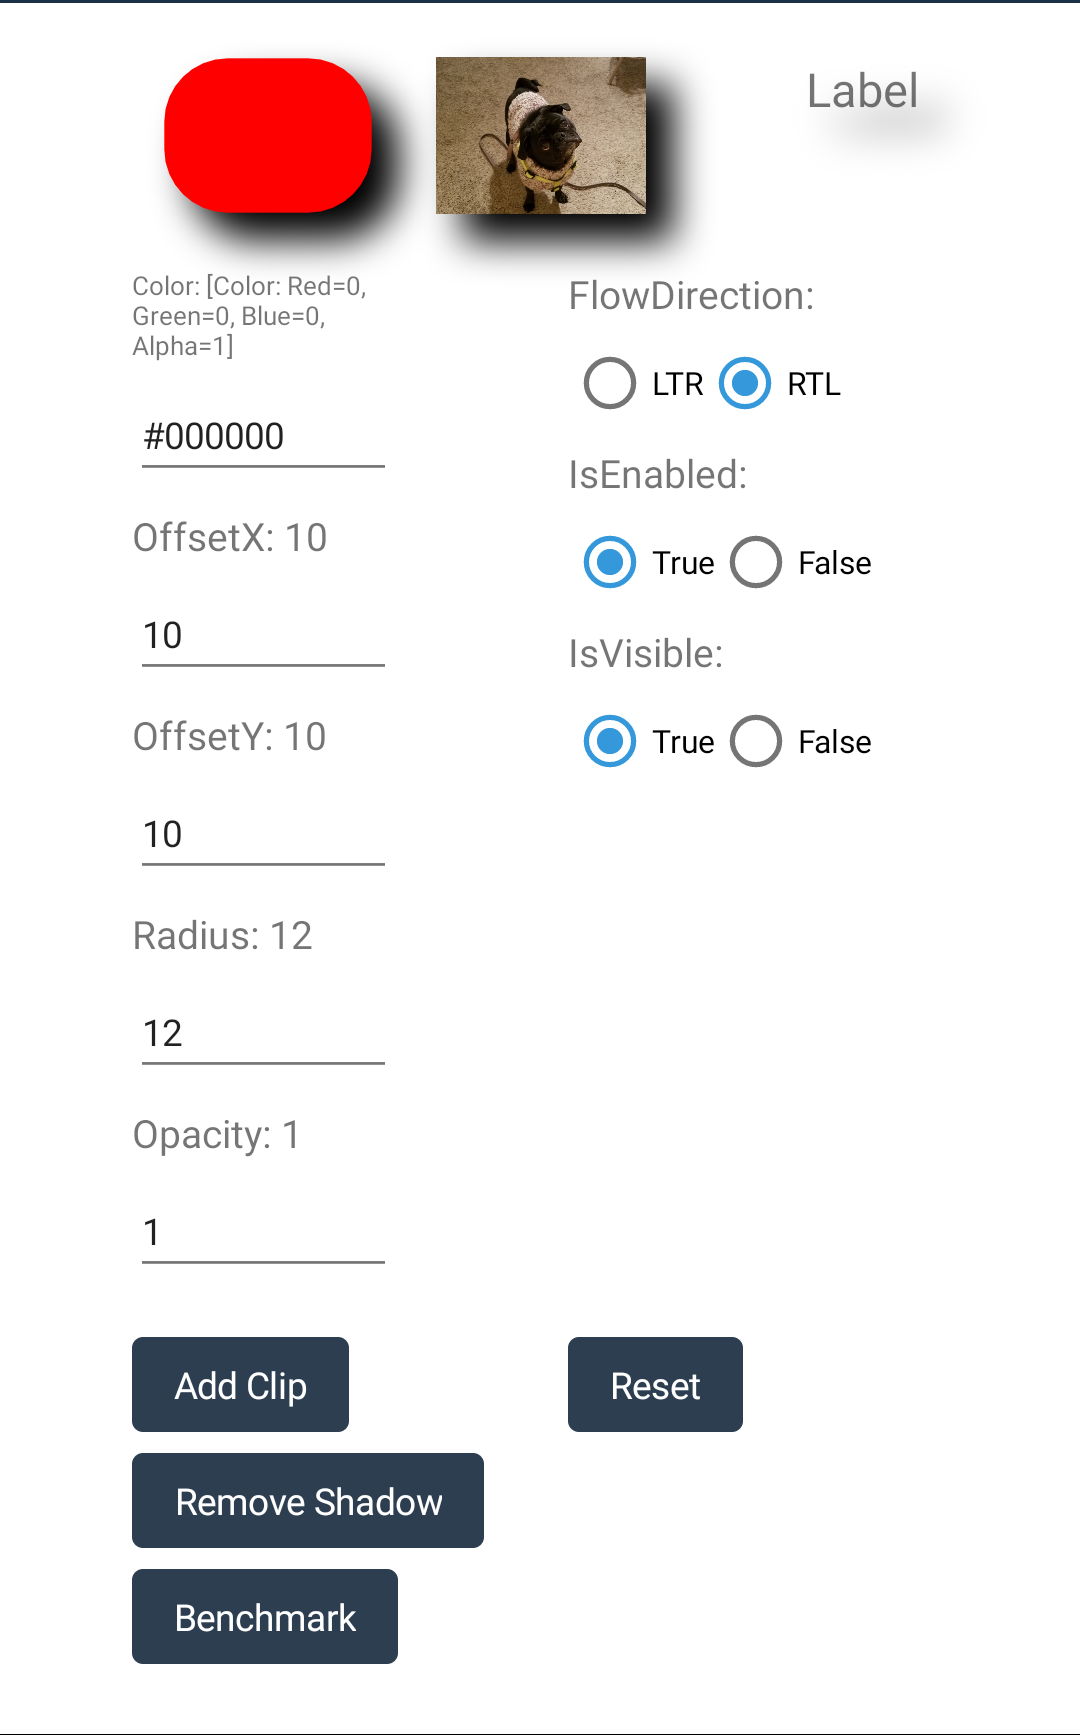 Label
Color: [Color: Red=0,
Green=0, Blue=0,
Alpha=1]
#000000
OffsetX: 10
10
OffsetY: 10
10
Radius: 12
12
Opacity: 1
1
FlowDirection:
LTR RTL
IsEnabled:
True False
IsVisible:
True False
Add Clip
Reset
Remove Shadow
Benchmark